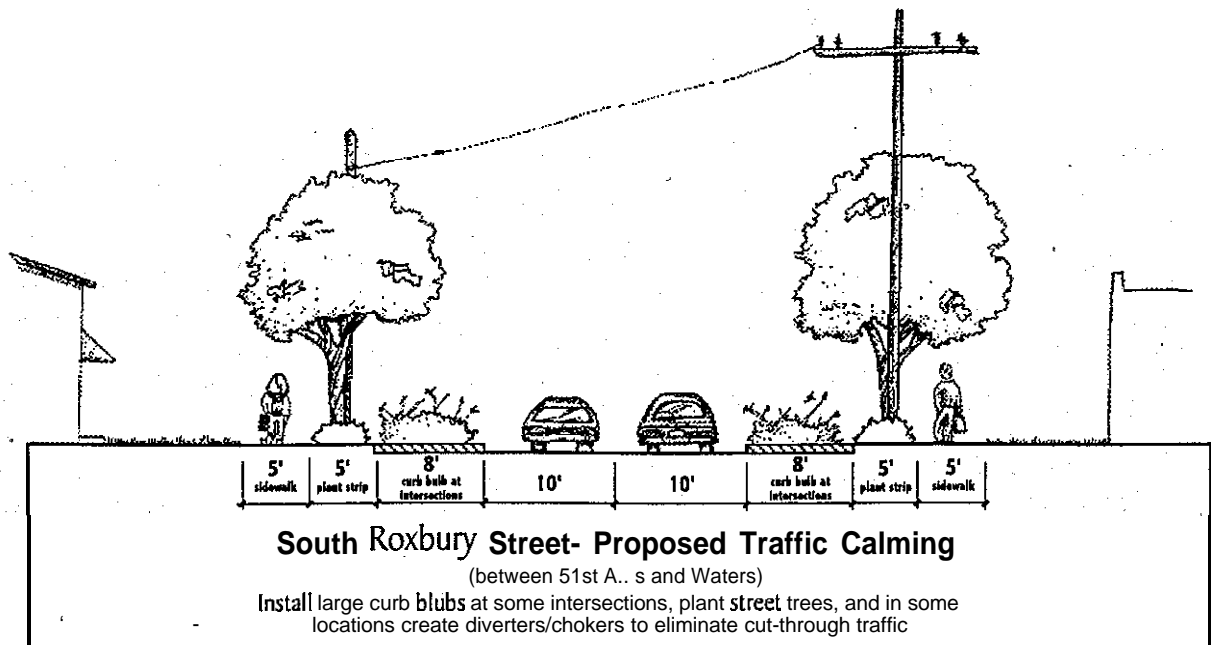 5' 5' 8' 10' 10' 8' 5' 5'
sidewalk plant strip curb bulb at intersections curb bulb at intersections plant strip sidewalk
South Roxbury Street- Proposed Traffic Calming
(between 51st A.. s and Waters)
Install large curb blubs at some intersections, plant street trees, and in some
locations create diverters/chokers to eliminate cut-through traffic